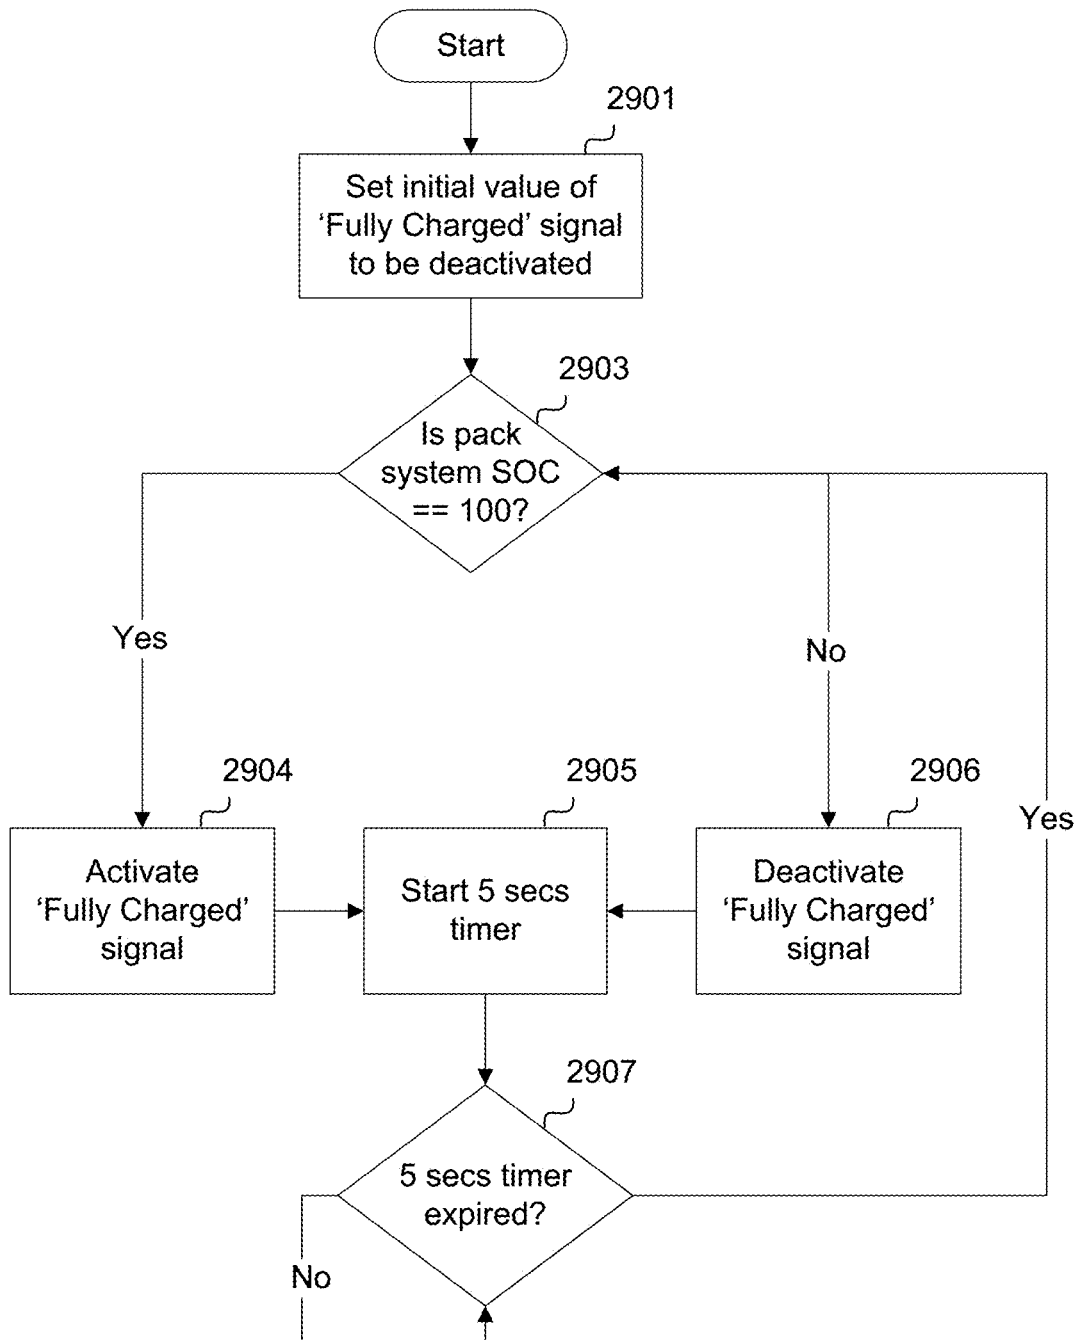 Start
2901
Set initial value of
‘Fully Charged’ signal
to be deactivated
2903
Is pack
system SOC
== 100?
Yes
No
2904
2905
2906
Yes
Activate
‘Fully Charged’
signal
Start 5 secs
timer
Deactivate
‘Fully Charged’
signal
2907
5 secs timer
expired?
No